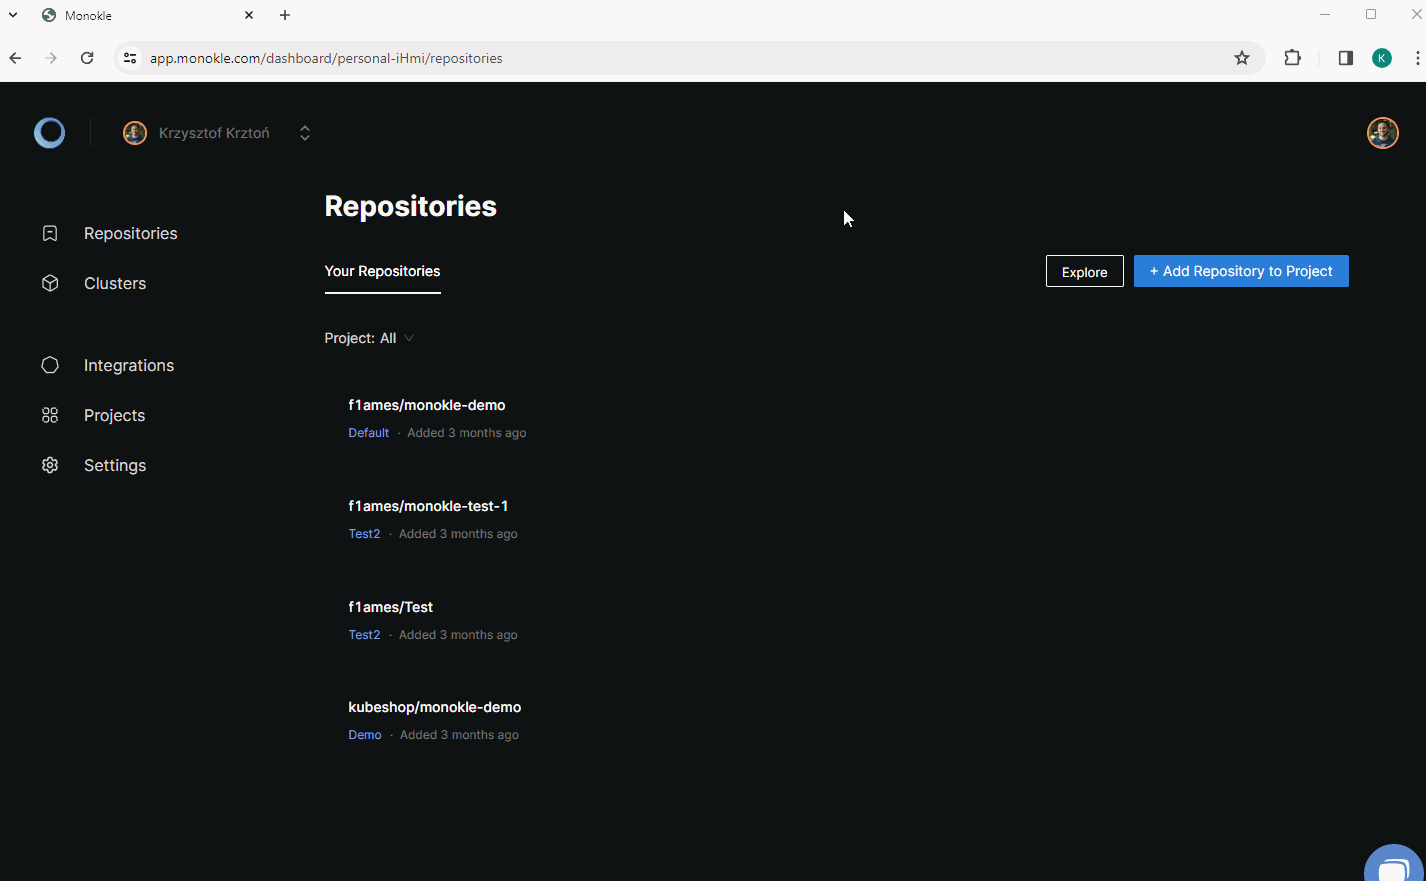 Monokle
app.monokle.com/dashboard/personal-iHmi/repositories
K
Krzysztof Krztoń
Repositories
Repositories
Clusters
Integrations
Projects
Settings
Your Repositories
Explore
+ Add Repository to Project
Project: All
f1ames/monokle-demo
Default · Added 3 months ago
f1ames/monokle-test-1
Test2 · Added 3 months ago
f1ames/Test
Test2 · Added 3 months ago
kubeshop/monokle-demo
Demo · Added 3 months ago